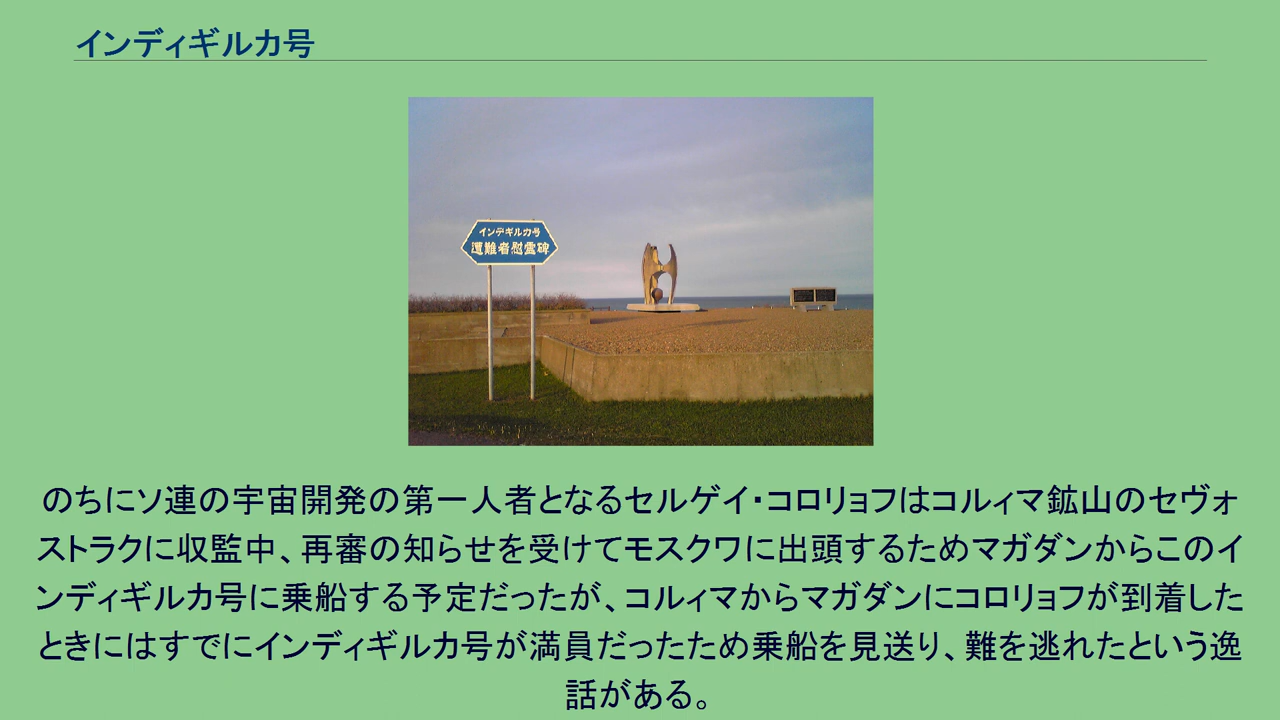 インディギルカ号
インデギルカ号
遭難者慰霊碑
のちにソ連の宇宙開発の第一人者となるセルゲイ・コロリョフはコルィマ鉱山のセヴォ
ストラクに収監中、再審の知らせを受けてモスクワに出頭するためマガダンからこのイ
ンディギルカ号に乗船する予定だったが、コルィマからマガダンにコロリョフが到着した
ときにはすでにインディギルカ号が満員だったため乗船を見送り、難を逃れたという逸
話がある。